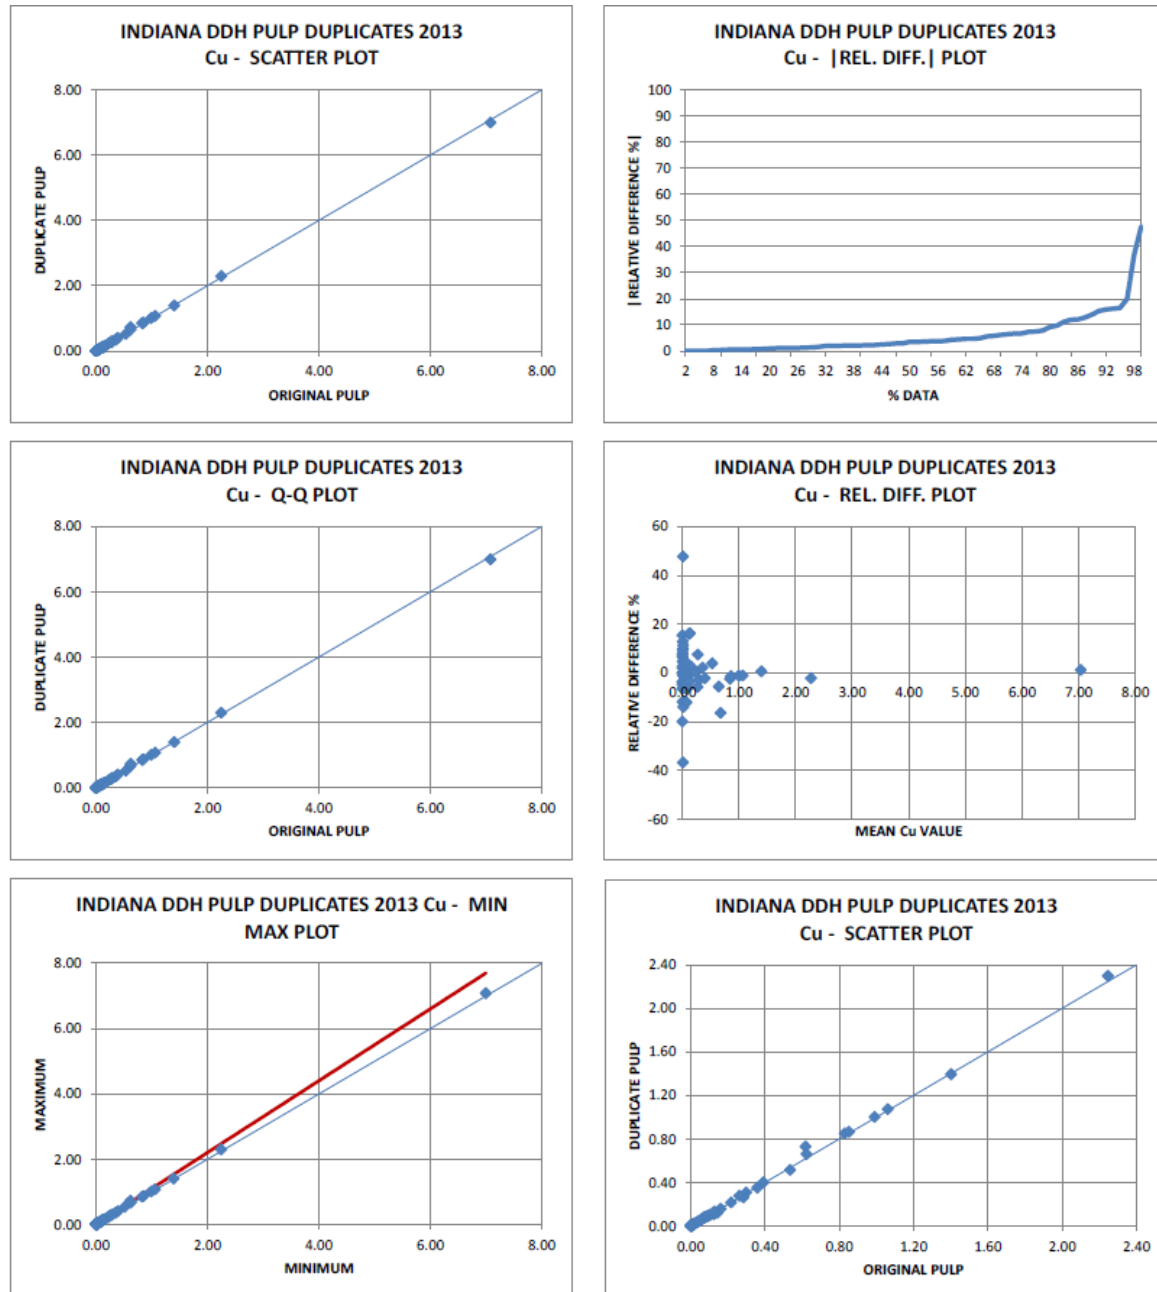 INDIANA DDH PULP DUPLICATES 2013
Cu - SCATTER PLOT
8.00
6.00
4.00
2.00
0.00
DUPLICATE PULP
0.00 2.00 4.00 6.00 8.00
ORIGINAL PULP
INDIANA DDH PULP DUPLICATES 2013
Cu - |REL. DIFF.| PLOT
100
90
80
70
60
50
40
30
20
10
0
|RELATIVE DIFFERENCE %|
2 8 14 20 26 32 38 44 50 56 62 68 74 80 86 92 98
% DATA
INDIANA DDH PULP DUPLICATES 2013
Cu - Q-Q PLOT
8.00
6.00
4.00
2.00
0.00
DUPLICATE PULP
0.00 2.00 4.00 6.00 8.00
ORIGINAL PULP
INDIANA DDH PULP DUPLICATES 2013
Cu - REL. DIFF. PLOT
60
40
20
0
-20
-40
-60
RELATIVE DIFFERENCE %
0.00 1.00 2.00 3.00 4.00 5.00 6.00 7.00 8.00
MEAN Cu VALUE
INDIANA DDH PULP DUPLICATES 2013 Cu - MIN
MAX PLOT
8.00
6.00
4.00
2.00
0.00
MAXIMUM
0.00 2.00 4.00 6.00 8.00
MINIMUM
INDIANA DDH PULP DUPLICATES 2013
Cu - SCATTER PLOT
2.40
2.00
1.60
1.20
0.80
0.40
0.00
DUPLICATE PULP
0.00 0.40 0.80 1.20 1.60 2.00 2.40
ORIGINAL PULP